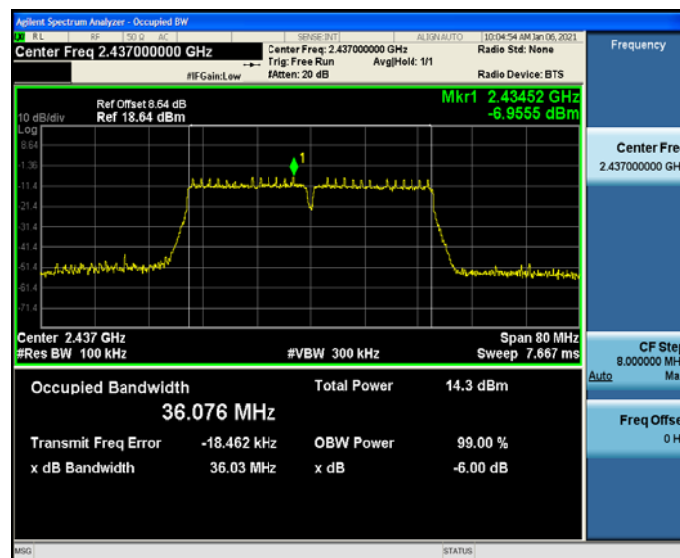 Agilent Spectrum Analyzer - Occupied BW
RL RF 50 Ω AC SENSE:INT ALIGNAUTO 10:04:54 AM Jan 06, 2021
Center Freq 2.437000000 GHz
Center Freq: 2.437000000 GHz
Radio Std: None
Trig: Free Run Avg|Hold: 1/1
#IFGain:Low
#Atten: 20 dB
Radio Device: BTS
Ref Offset 8.64 dB
Mkr1 2.43452 GHz
10 dB/div Ref 18.64 dBm
-6.9555 dBm
Log
8.64
-1.36
-11.4
-21.4
-31.4
-41.4
-51.4
-61.4
-71.4
1
Center 2.437 GHz
Span 80 MHz
#Res BW 100 kHz
#VBW 300 kHz
Sweep 7.667 ms
Occupied Bandwidth
Total Power 14.3 dBm
36.076 MHz
Transmit Freq Error -18.462 kHz
OBW Power 99.00 %
x dB Bandwidth 36.03 MHz
x dB -6.00 dB
MSG
STATUS
Frequency
Center Fre
2.437000000 GH
CF Step
8.000000 MH
Auto Ma
Freq Offse
0 H